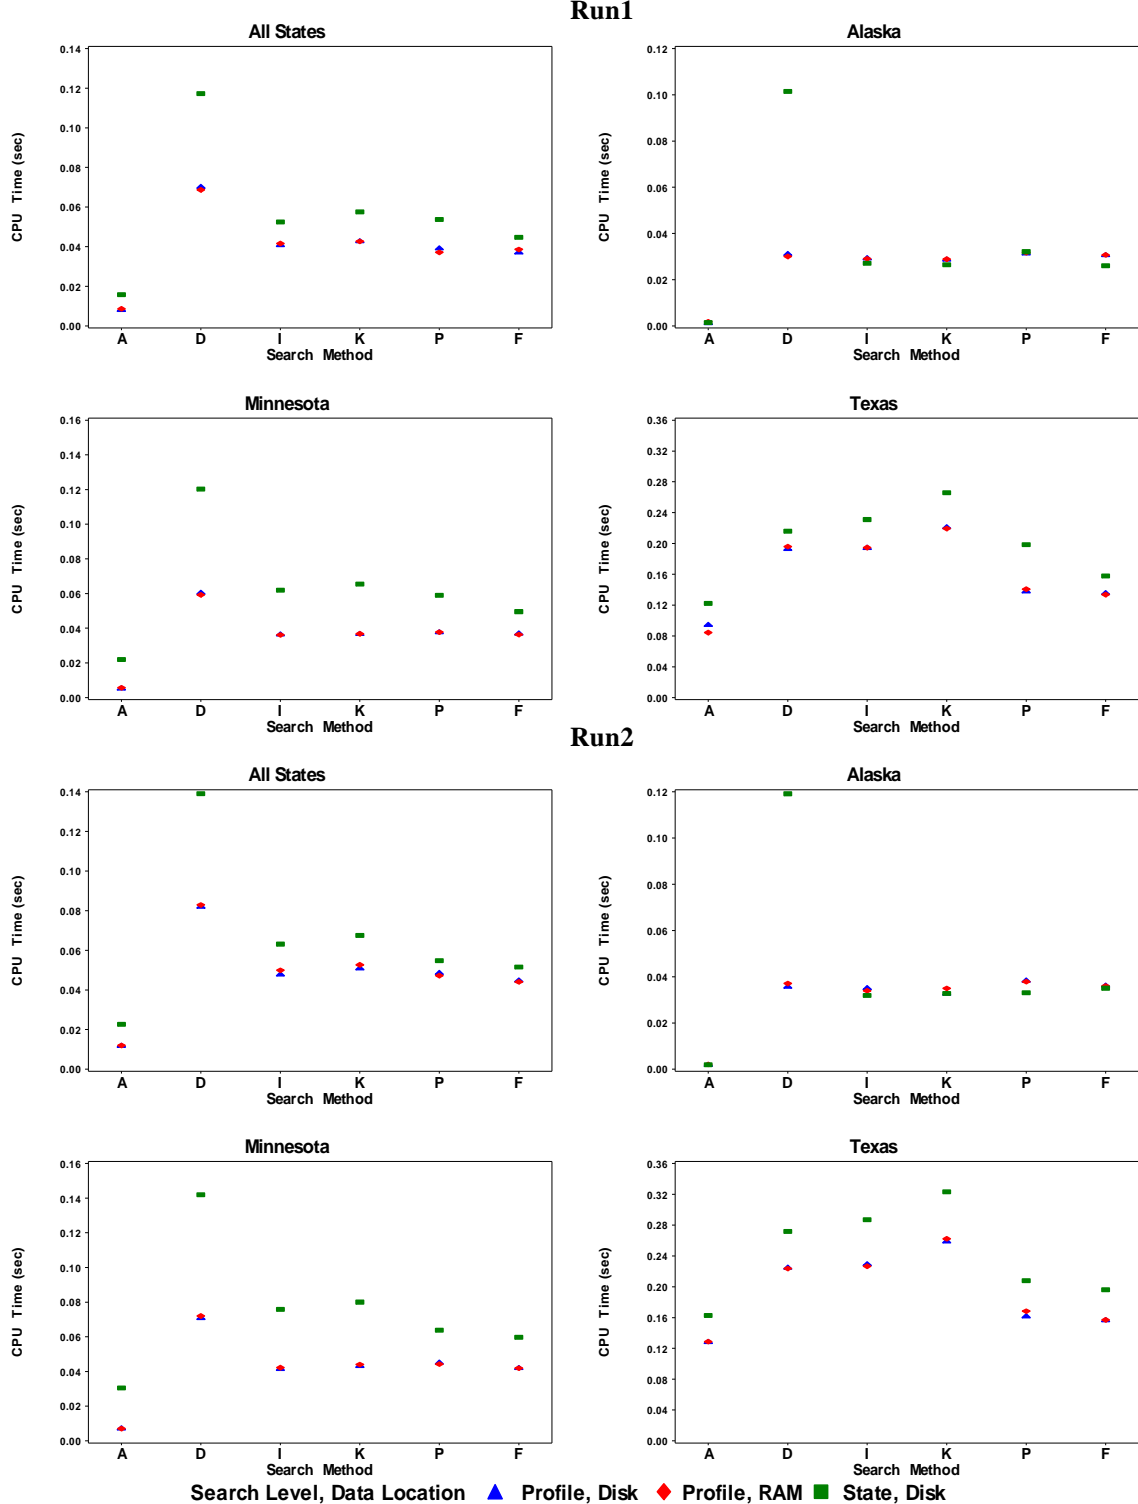 Run1
All States
0.14
0.12
0.10
0.08
0.06
0.04
0.02
0.00
CPU Time (sec)
A D I K P F
Search Method
Alaska
0.12
0.10
0.08
0.06
0.04
0.02
0.00
CPU Time (sec)
A D I K P F
Search Method
Minnesota
0.16
0.14
0.12
0.10
0.08
0.06
0.04
0.02
0.00
CPU Time (sec)
A D I K P F
Search Method
Texas
0.36
0.32
0.28
0.24
0.20
0.16
0.12
0.08
0.04
0.00
CPU Time (sec)
A D I K P F
Search Method
Run2
All States
0.14
0.12
0.10
0.08
0.06
0.04
0.02
0.00
CPU Time (sec)
A D I K P F
Search Method
Alaska
0.12
0.10
0.08
0.06
0.04
0.02
0.00
CPU Time (sec)
A D I K P F
Search Method
Minnesota
0.16
0.14
0.12
0.10
0.08
0.06
0.04
0.02
0.00
CPU Time (sec)
A D I K P F
Search Method
Texas
0.36
0.32
0.28
0.24
0.20
0.16
0.12
0.08
0.04
0.00
CPU Time (sec)
A D I K P F
Search Method
Search Level, Data Location Profile, Disk Profile, RAM State, Disk